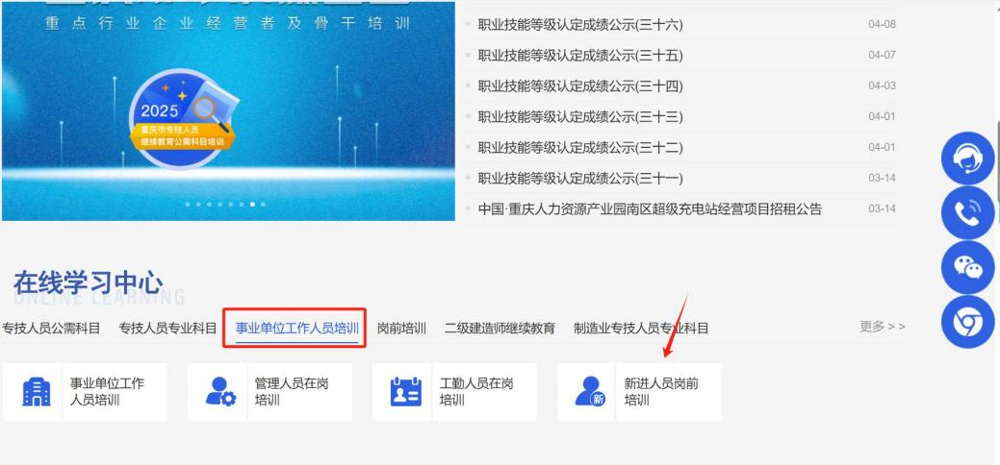 重点行业企业经营者及骨干培训
2025
重庆市专技人员
继续教育公需科目培训
职业技能等级认定成绩公示(三十六) 04-08
职业技能等级认定成绩公示(三十五) 04-07
职业技能等级认定成绩公示(三十四) 04-03
职业技能等级认定成绩公示(三十三) 04-01
职业技能等级认定成绩公示(三十二) 04-01
职业技能等级认定成绩公示(三十一) 03-14
中国·重庆人力资源产业园南区超级充电站经营项目招租公告 03-14
在线学习中心
ONLINE LEARNING
专技人员公需科目 专技人员专业科目 事业单位工作人员培训 岗前培训 二级建造师继续教育 制造业专技人员专业科目 更多 > >
事业单位工作
人员培训
管理人员在岗
培训
工勤人员在岗
培训
新
新进人员岗前
培训